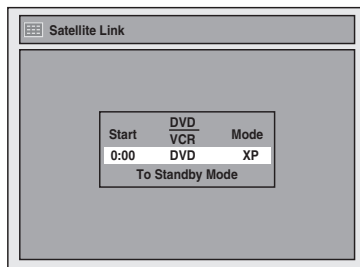 Satellite Link
DVD
Start VCR Mode
0:00 DVD XP
To Standby Mode